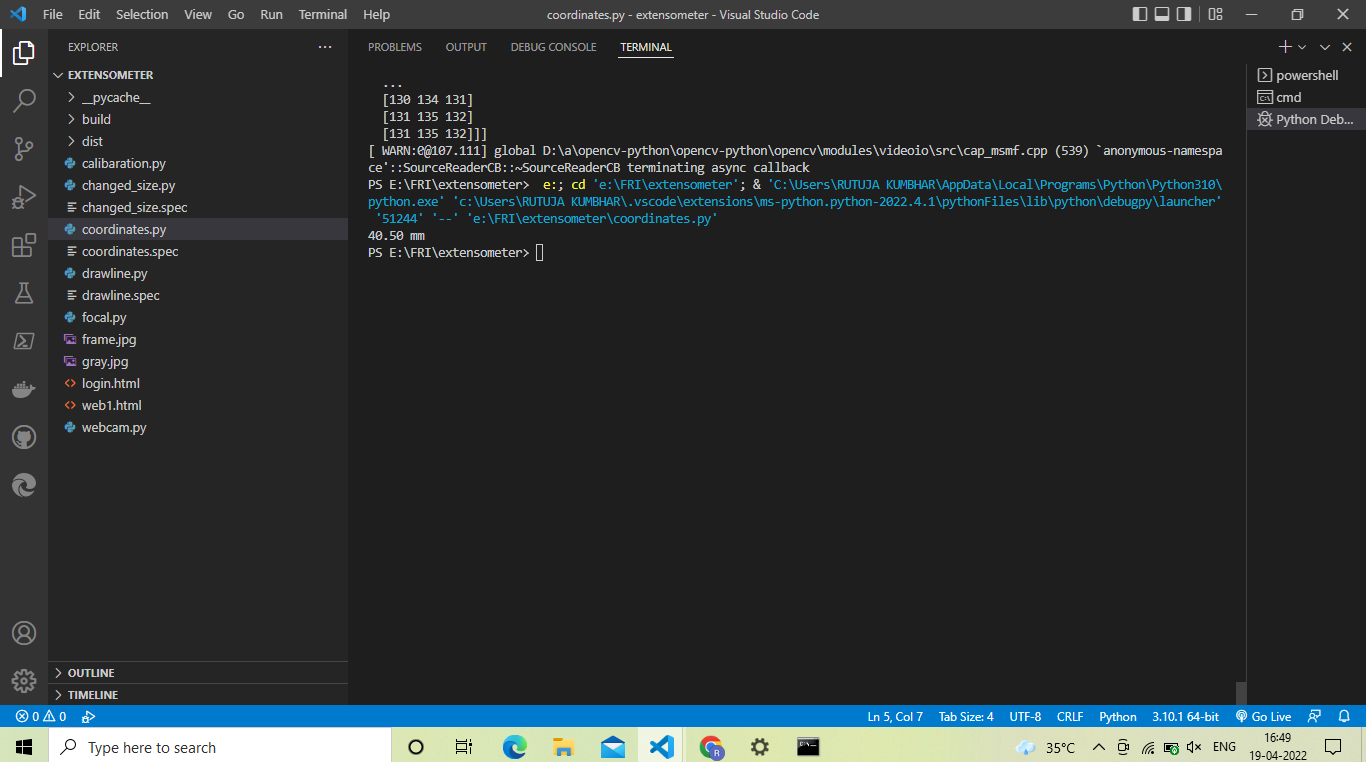 File Edit Selection View Go Run Terminal Help coordinates.py - extensometer - Visual Studio Code
EXPLORER ...
EXTENSOMETER
__pycache__
build
dist
calibaration.py
changed_size.py
changed_size.spec
coordinates.py
coordinates.spec
drawline.py
drawline.spec
focal.py
frame.jpg
gray.jpg
login.html
web1.html
webcam.py
OUTLINE
TIMELINE
PROBLEMS OUTPUT DEBUG CONSOLE TERMINAL
...
[130 134 131]
[131 135 132]
[131 135 132]]]
[ WARN:0@107.111] global D:\a\opencv-python\opencv-python\opencv\modules\videoio\src\cap_msmf.cpp (539) `anonymous-namespa
ce'::SourceReaderCB::~SourceReaderCB terminating async callback
PS E:\FRI\extensometer>  e:; cd 'e:\FRI\extensometer'; & 'C:\Users\RUTUJA KUMBHAR\AppData\Local\Programs\Python\Python310\
python.exe' 'c:\Users\RUTUJA KUMBHAR\.vscode\extensions\ms-python.python-2022.4.1\pythonFiles\lib\python\debugpy\launcher'
'51244' '--' 'e:\FRI\extensometer\coordinates.py'
40.50 mm
PS E:\FRI\extensometer>
powershell
cmd
Python Deb...
0 0 Ln 5, Col 7 Tab Size: 4 UTF-8 CRLF Python 3.10.1 64-bit Go Live
Type here to search
R
35°C
ENG
16:49
19-04-2022